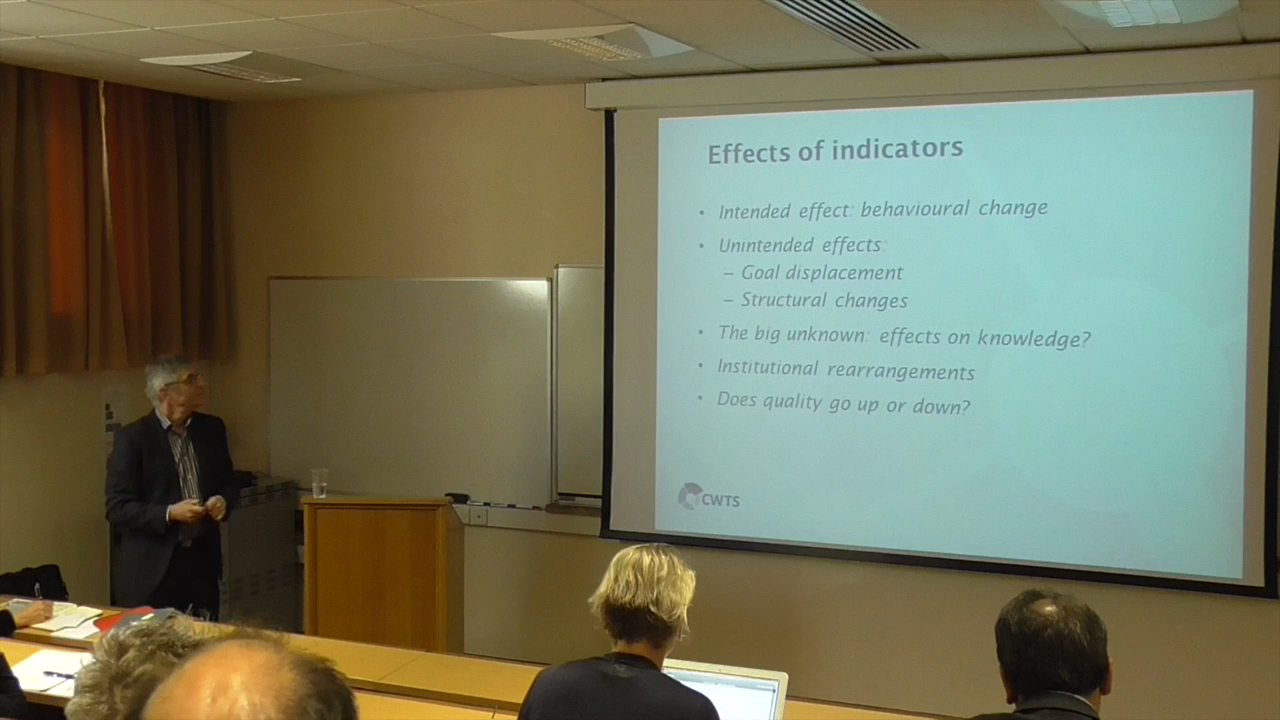 Effects of indicators
• Intended effect: behavioural change
• Unintended effects:
– Goal displacement
– Structural changes
• The big unknown: effects on knowledge?
• Institutional rearrangements
• Does quality go up or down?
CWTS